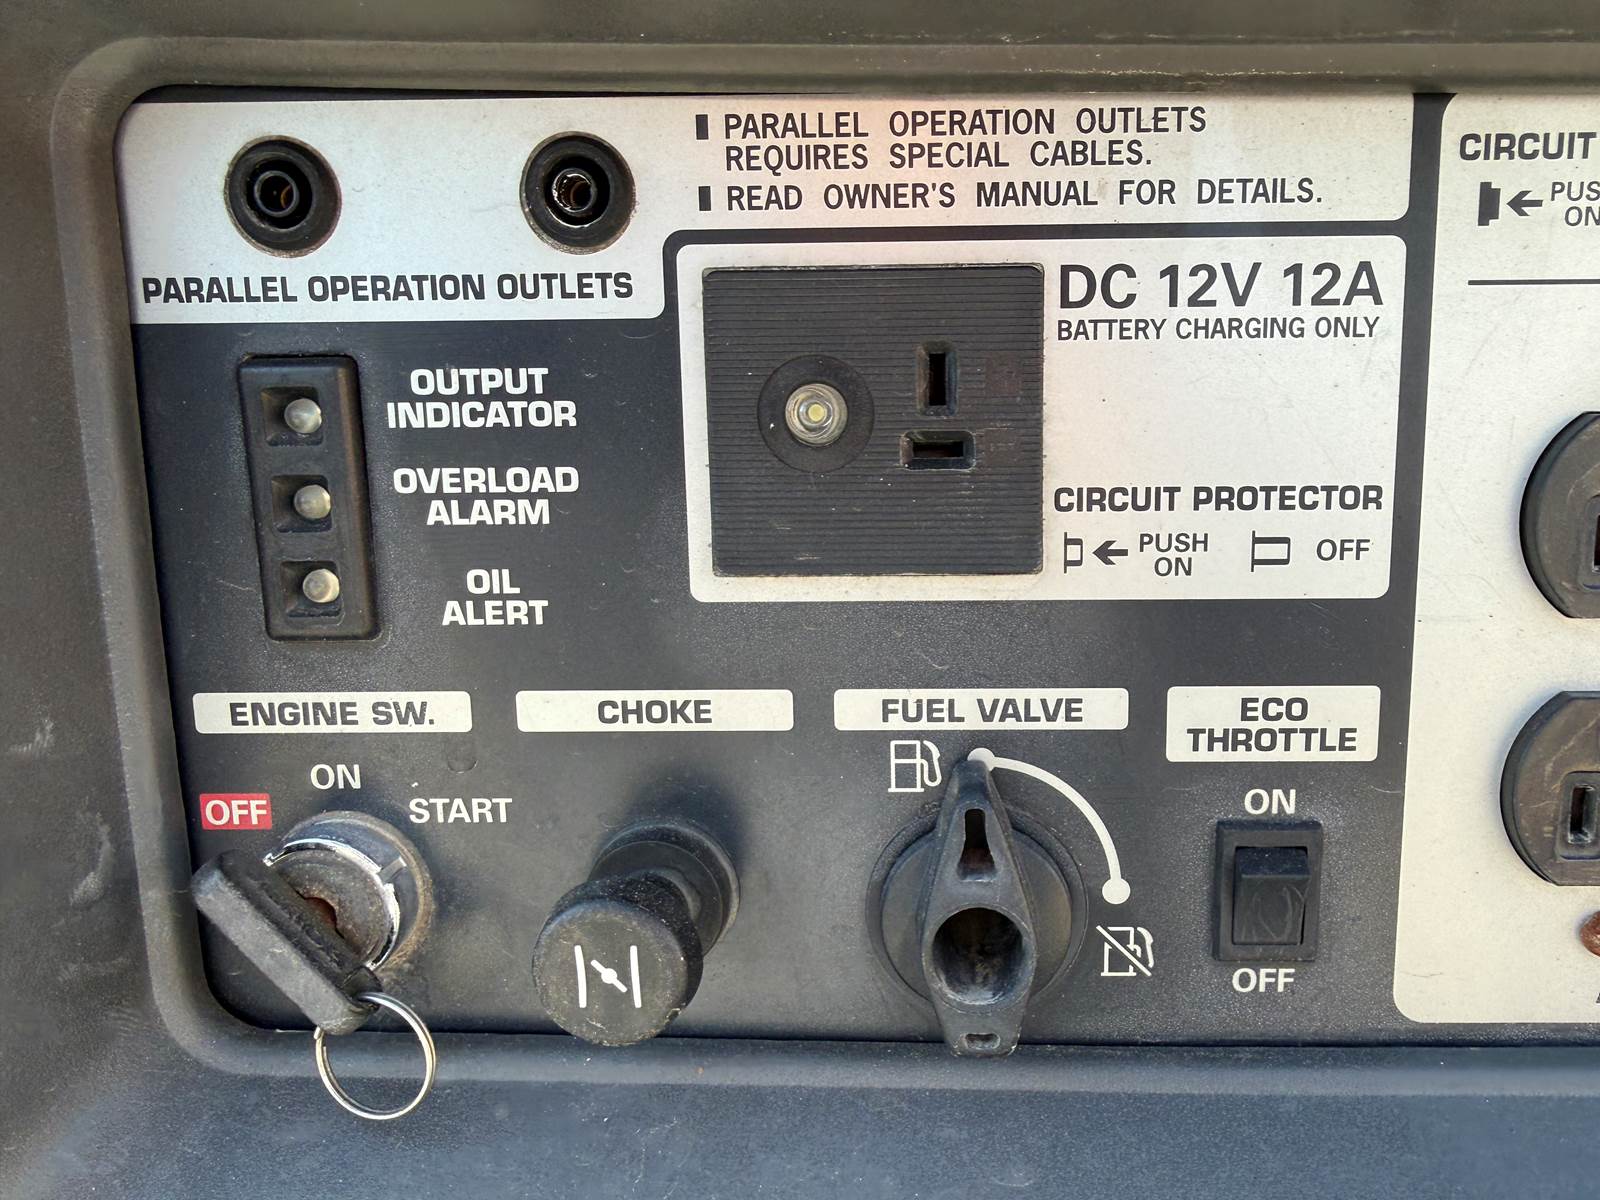 PARALLEL OPERATION OUTLETS
REQUIRES SPECIAL CABLES.
READ OWNER'S MANUAL FOR DETAILS.
PARALLEL OPERATION OUTLETS
DC 12V 12A
BATTERY CHARGING ONLY
CIRCUIT PROTECTOR
PUSH
ON
OFF
OUTPUT
INDICATOR
OVERLOAD
ALARM
OIL
ALERT
CIRCUIT
ENGINE SW.
OFF
ON
START
CHOKE
FUEL VALVE
ECO
THROTTLE
ON
OFF